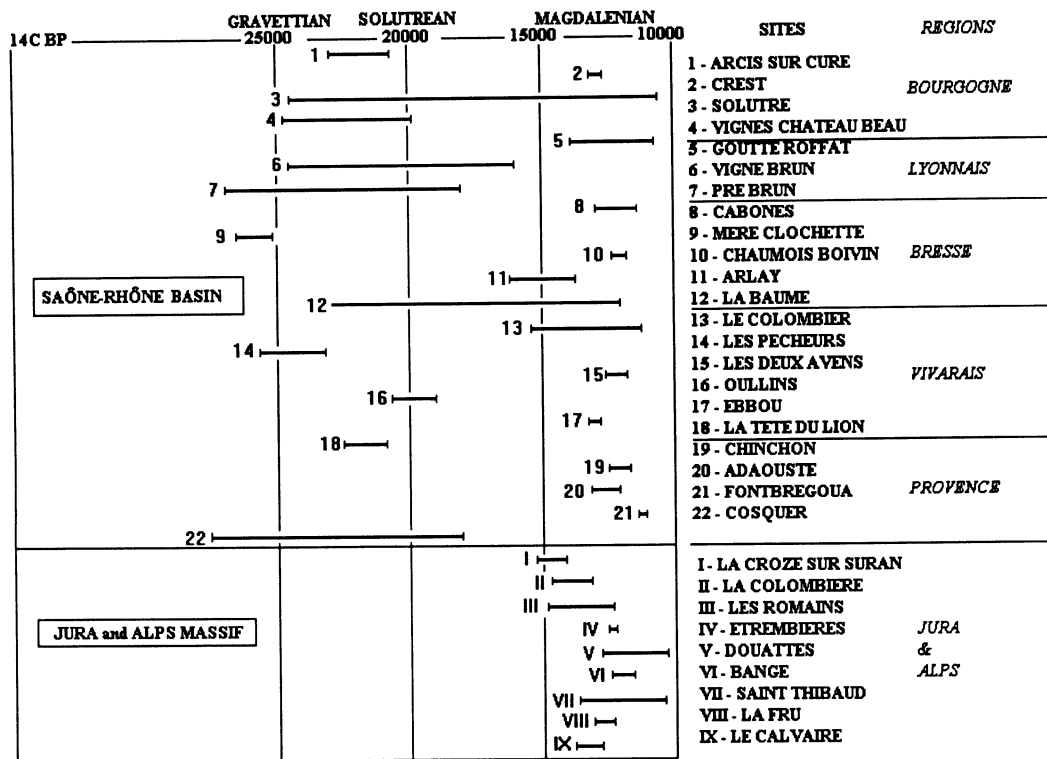 GRAVETTIAN SOLUTREAN MAGDALENIAN
14C BP 25000 20000 15000 10000 SITES REGIONS
1
1 - ARCIS SUR CURE
2
2 - CREST BOURGOGNE
3
3 - SOLUTRE
4
4 - VIGNES CHATEAU BEAU
5
5 - GOUTTE ROFFAT
6
6 - VIGNE BRUN LYONNAIS
7
7 - PRE BRUN
8
8 - CABONES
9
9 - MERE CLOCHETTE
10
10 - CHAUMOIS BOIVIN BRESSE
11
11 - ARLAY
SAÔNE-RHÔNE BASIN
12
12 - LA BAUME
13
13 - LE COLOMBIER
14
14 - LES PECHEURS
15
15 - LES DEUX AVENS VIVARAIS
16
16 - OULLINS
17
17 - EBBOU
18
18 - LA TETE DU LION
19
19 - CHINCHON
20
20 - ADAOUSTE
21
21 - FONTBREGOUA PROVENCE
22 - COSQUER
22
I
I - LA CROZE SUR SURAN
II
II - LA COLOMBIERE
III
III - LES ROMAINS
JURA and ALPS MASSIF
IV
IV - ETREMBIERES JURA
V
V - DOUATTES &
VI
VI - BANGE ALPS
VII
VII - SAINT THIBAUD
VIII
VIII - LA FRU
IX
IX - LE CALVAIRE